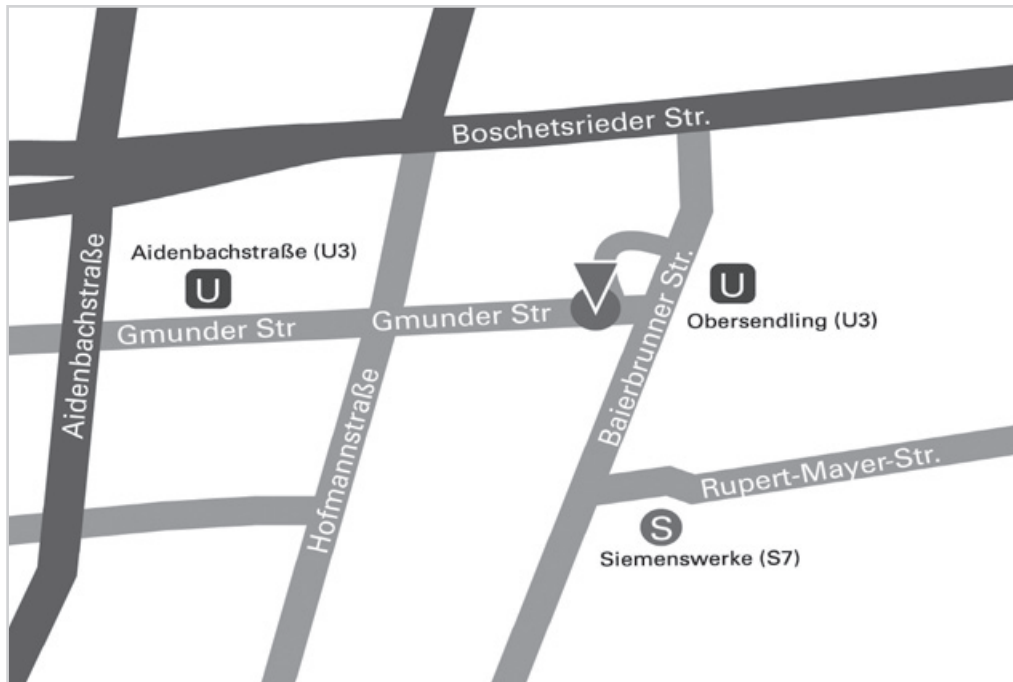 Boschetsrieder Str.
Aidenbachstraße (U3)
U
Gmunder Str
Gmunder Str
U
Obersendling (U3)
Aidenbachstraße
Hofmannstraße
Baierbrunner Str.
Rupert-Mayer-Str.
S
Siemenswerke (S7)